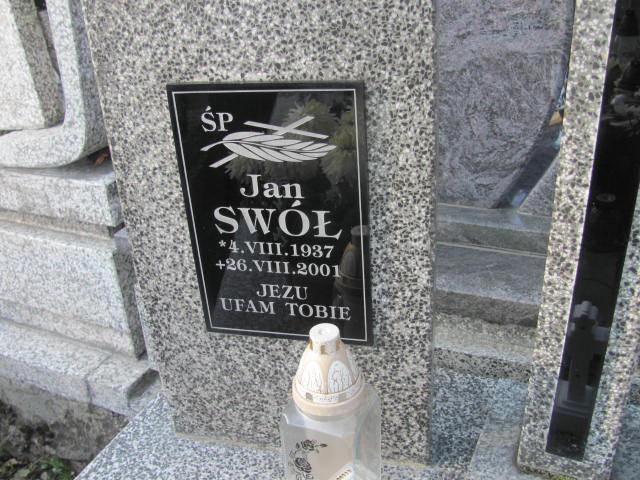 ŚP
Jan
SWÓŁ
*4.VIII.1937
+26.VIII.2001
JEZU
UFAM TOBIE